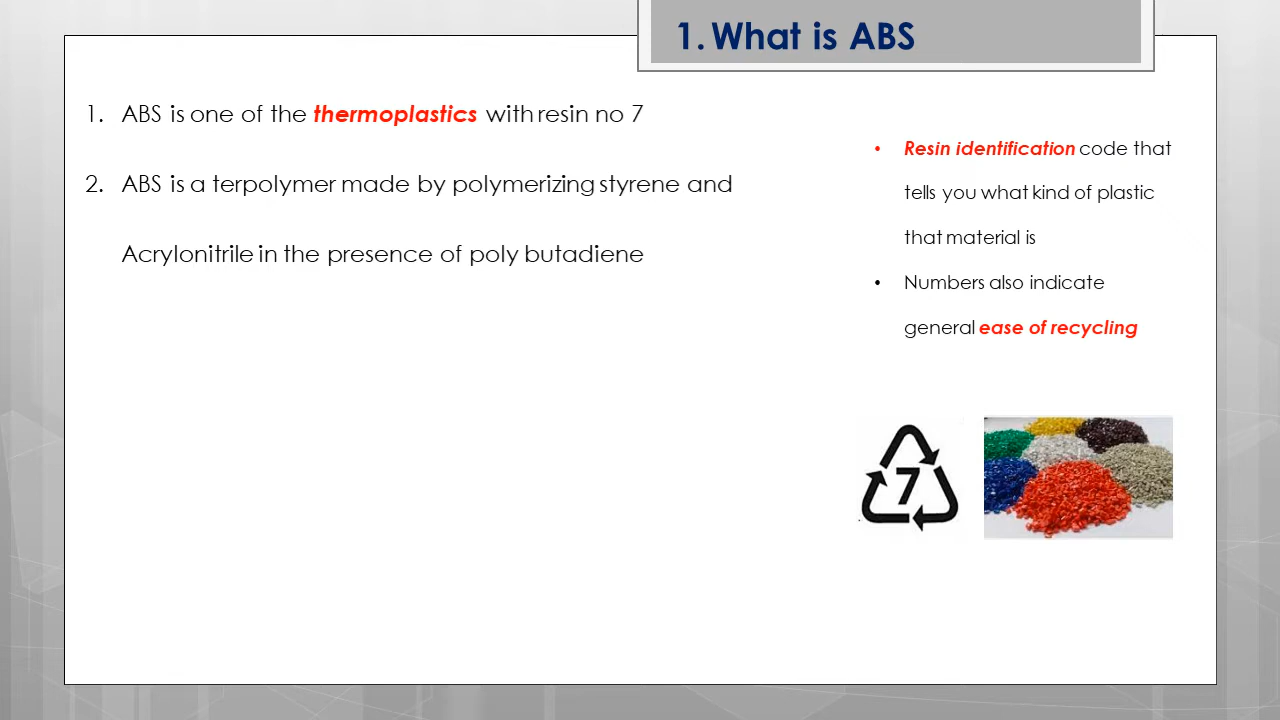 1. What is ABS
1. ABS is one of the thermoplastics with resin no 7
2. ABS is a terpolymer made by polymerizing styrene and
Acrylonitrile in the presence of poly butadiene
• Resin identification code that
tells you what kind of plastic
that material is
• Numbers also indicate
general ease of recycling
7